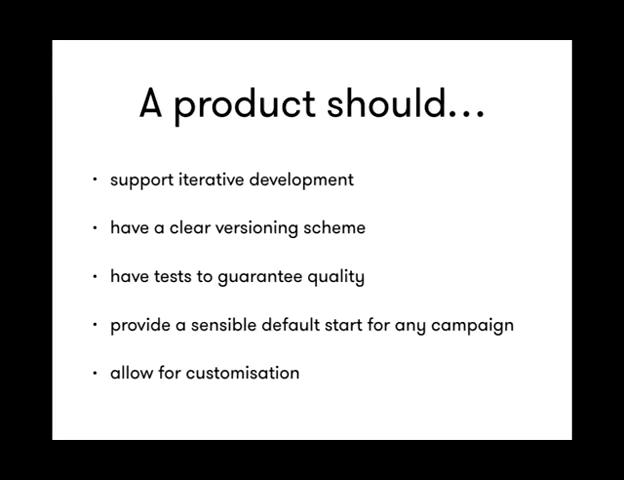 A product should...
• support iterative development
• have a clear versioning scheme
• have tests to guarantee quality
• provide a sensible default start for any campaign
• allow for customisation